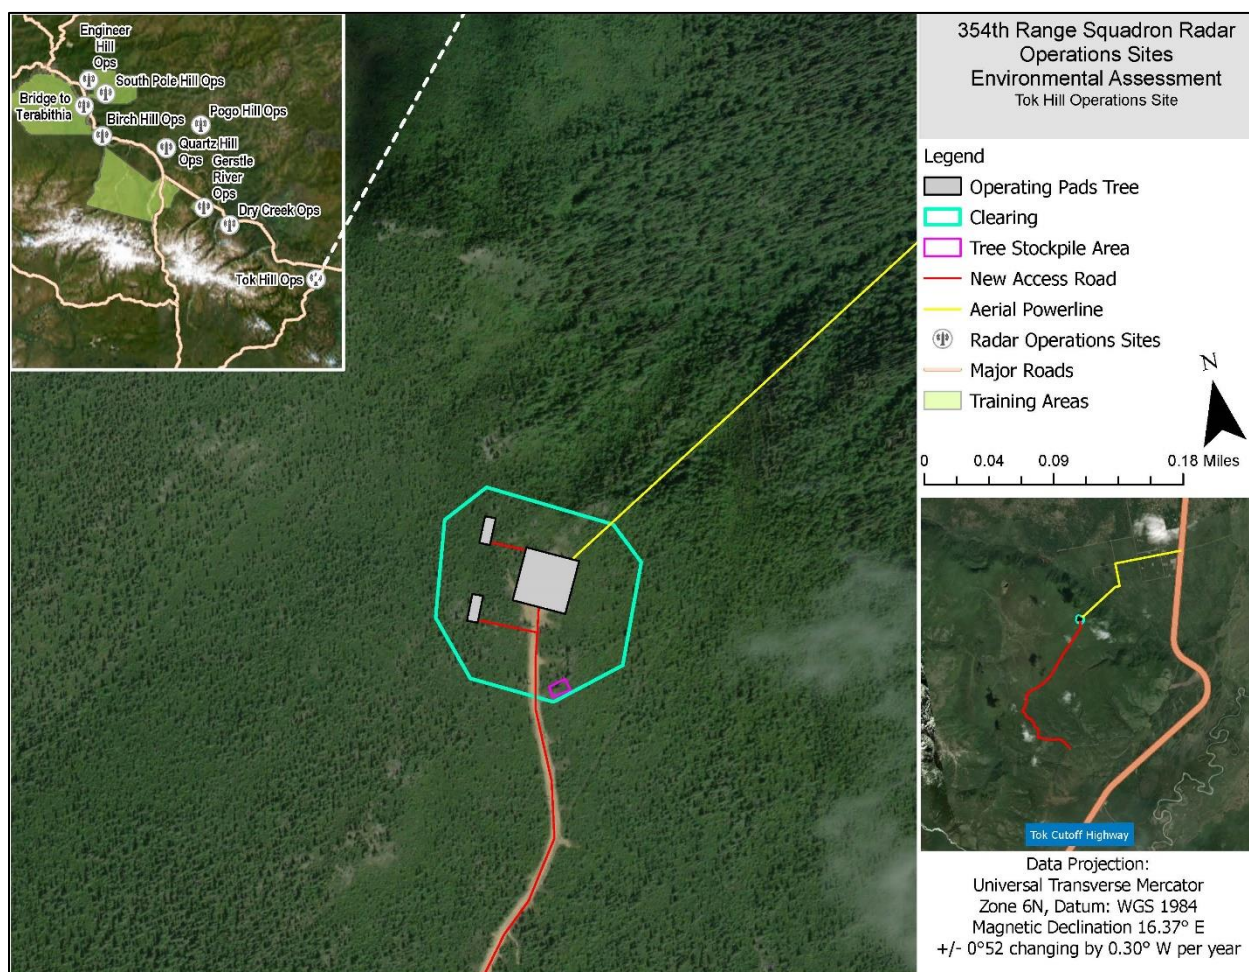 Engineer
Hill
Ops
South Pole Hill Ops
Bridge to
Terabithia
Birch Hill Ops
Pogo Hill Ops
Quartz Hill
Ops
Gerstle
River
Ops
Dry Creek Ops
Tok Hill Ops
354th Range Squadron Radar
Operations Sites
Environmental Assessment
Tok Hill Operations Site
Legend
Operating Pads Tree
Clearing
Tree Stockpile Area
New Access Road
Aerial Powerline
Radar Operations Sites
Major Roads
Training Areas
N
0 0.04 0.09 0.18 Miles
Tok Cutoff Highway
Data Projection:
Universal Transverse Mercator
Zone 6N, Datum: WGS 1984
Magnetic Declination 16.37° E
+/- 0°52 changing by 0.30° W per year